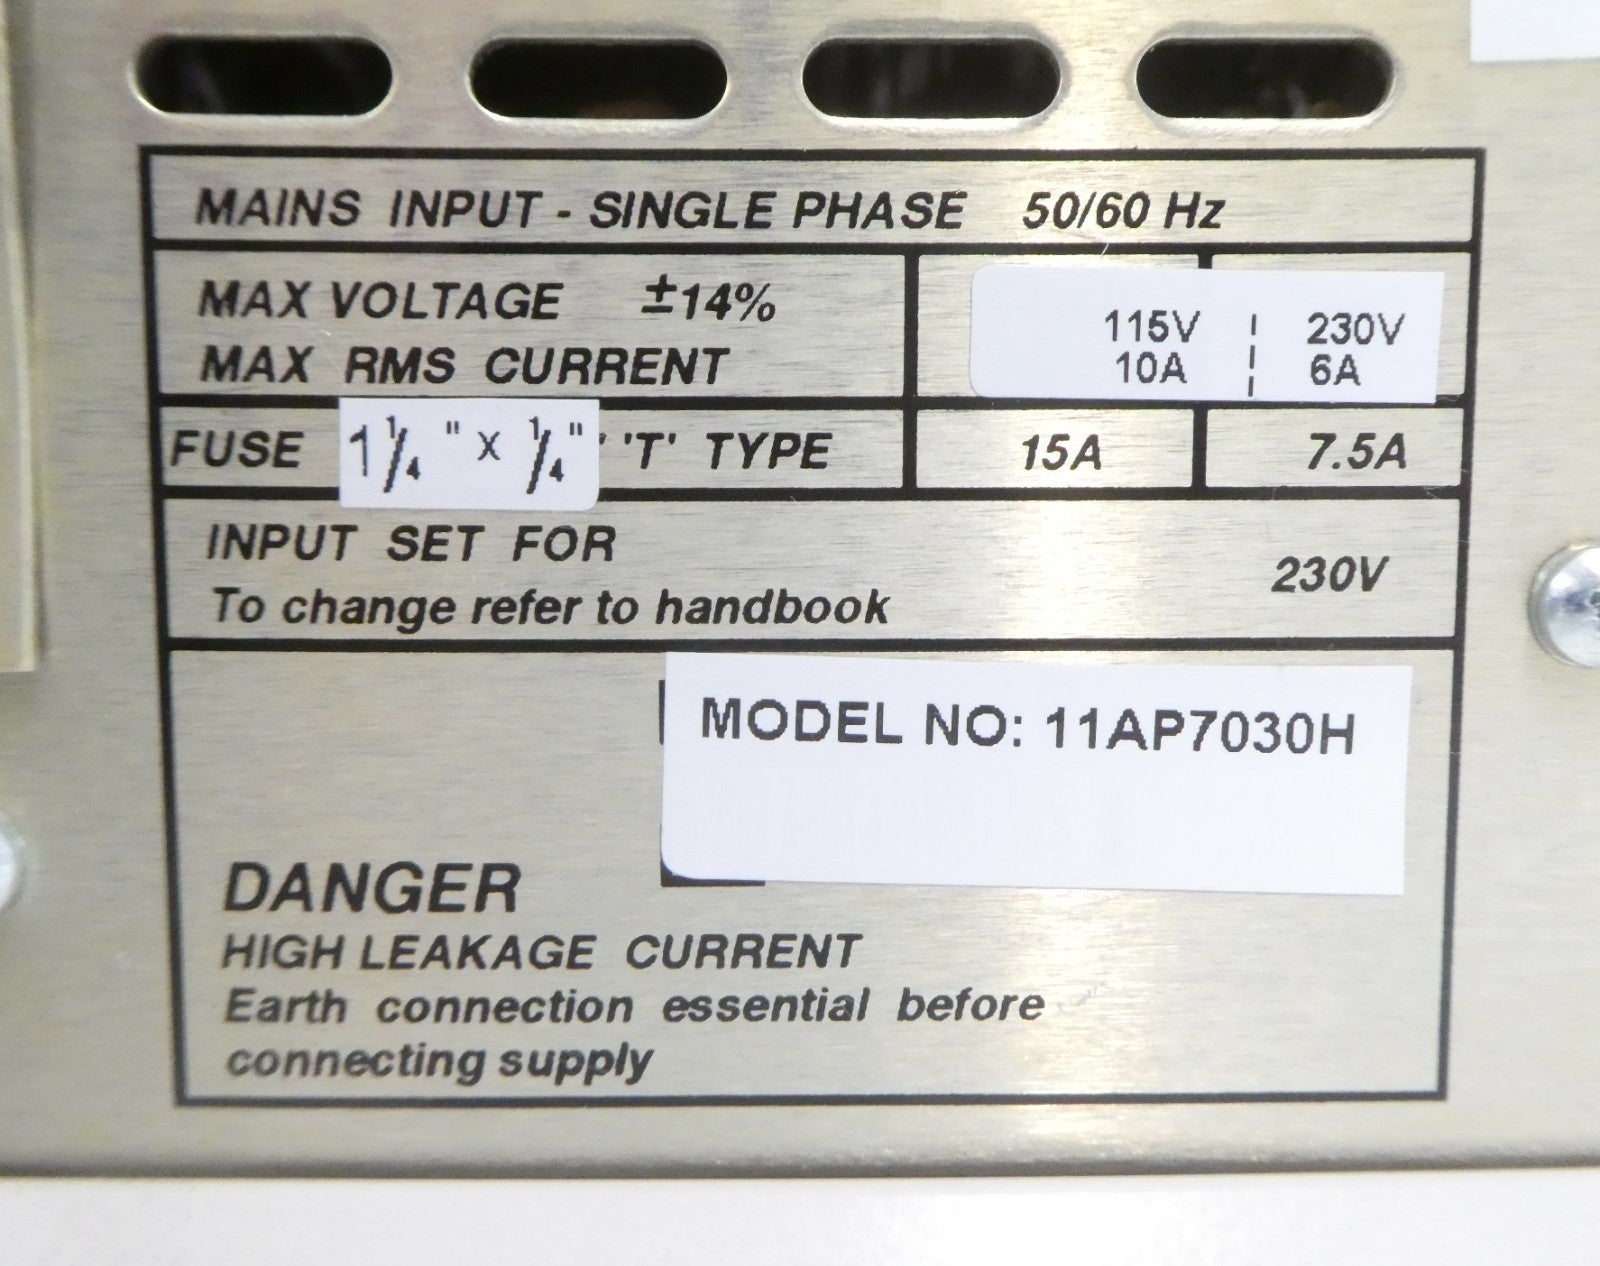 MAINS INPUT - SINGLE PHASE 50/60 Hz
MAX VOLTAGE ±14% 115V ¦ 230V
MAX RMS CURRENT 10A ¦ 6A
FUSE 1 1/4 " x 1/4" ' 'T' TYPE 15A 7.5A
INPUT SET FOR
To change refer to handbook 230V
MODEL NO: 11AP7030H
DANGER
HIGH LEAKAGE CURRENT
Earth connection essential before
connecting supply